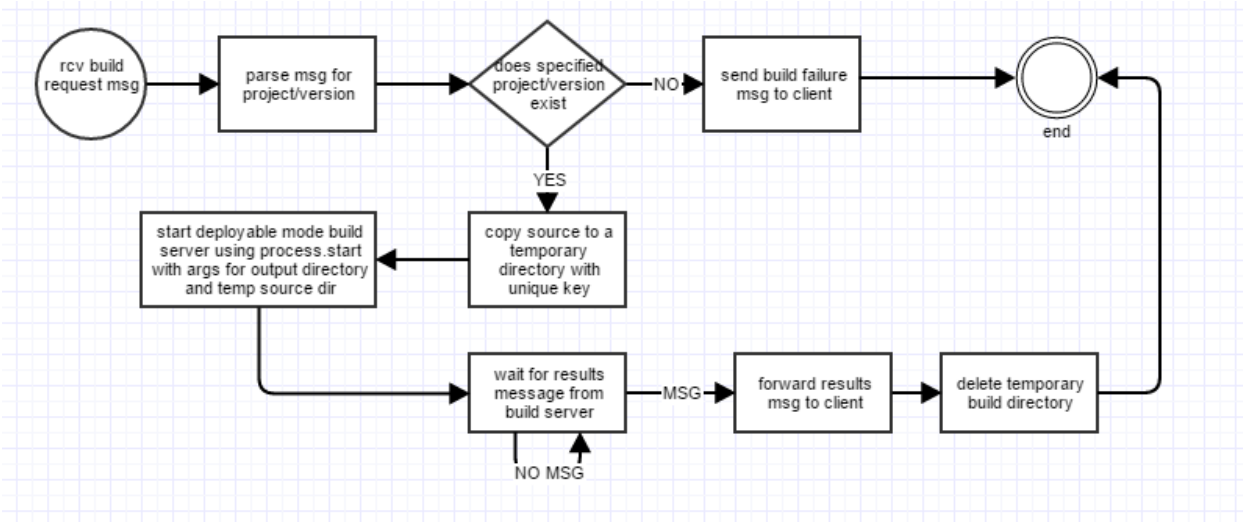 rcv build
request msg
parse msg for
project/version
does specified
project/version
exist
NO
send build failure
msg to client
end
YES
start deployable mode build
server using process.start
with args for output directory
and temp source dir
copy source to a
temporary
directory with
unique key
wait for results
message from
build server
MSG
forward results
msg to client
delete temporary
build directory
NO MSG